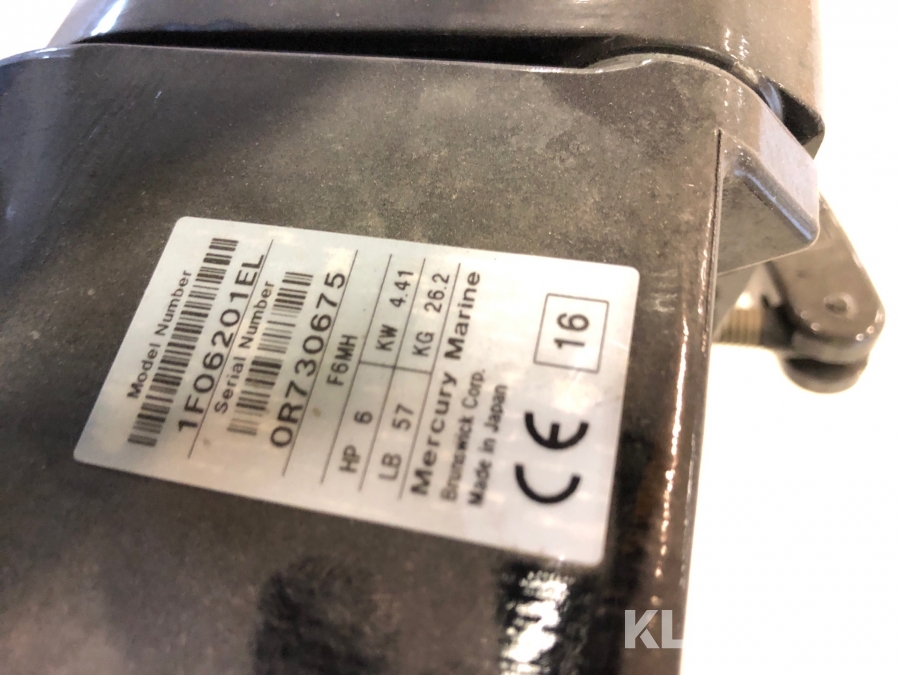 Model Number
1F06201EL
Serial Number
0R730675
F6MH
HP 6 KW 4.41
LB 57 KG 26.2
Mercury Marine
Brunswick Corp.
Made in Japan
CE 16
KL